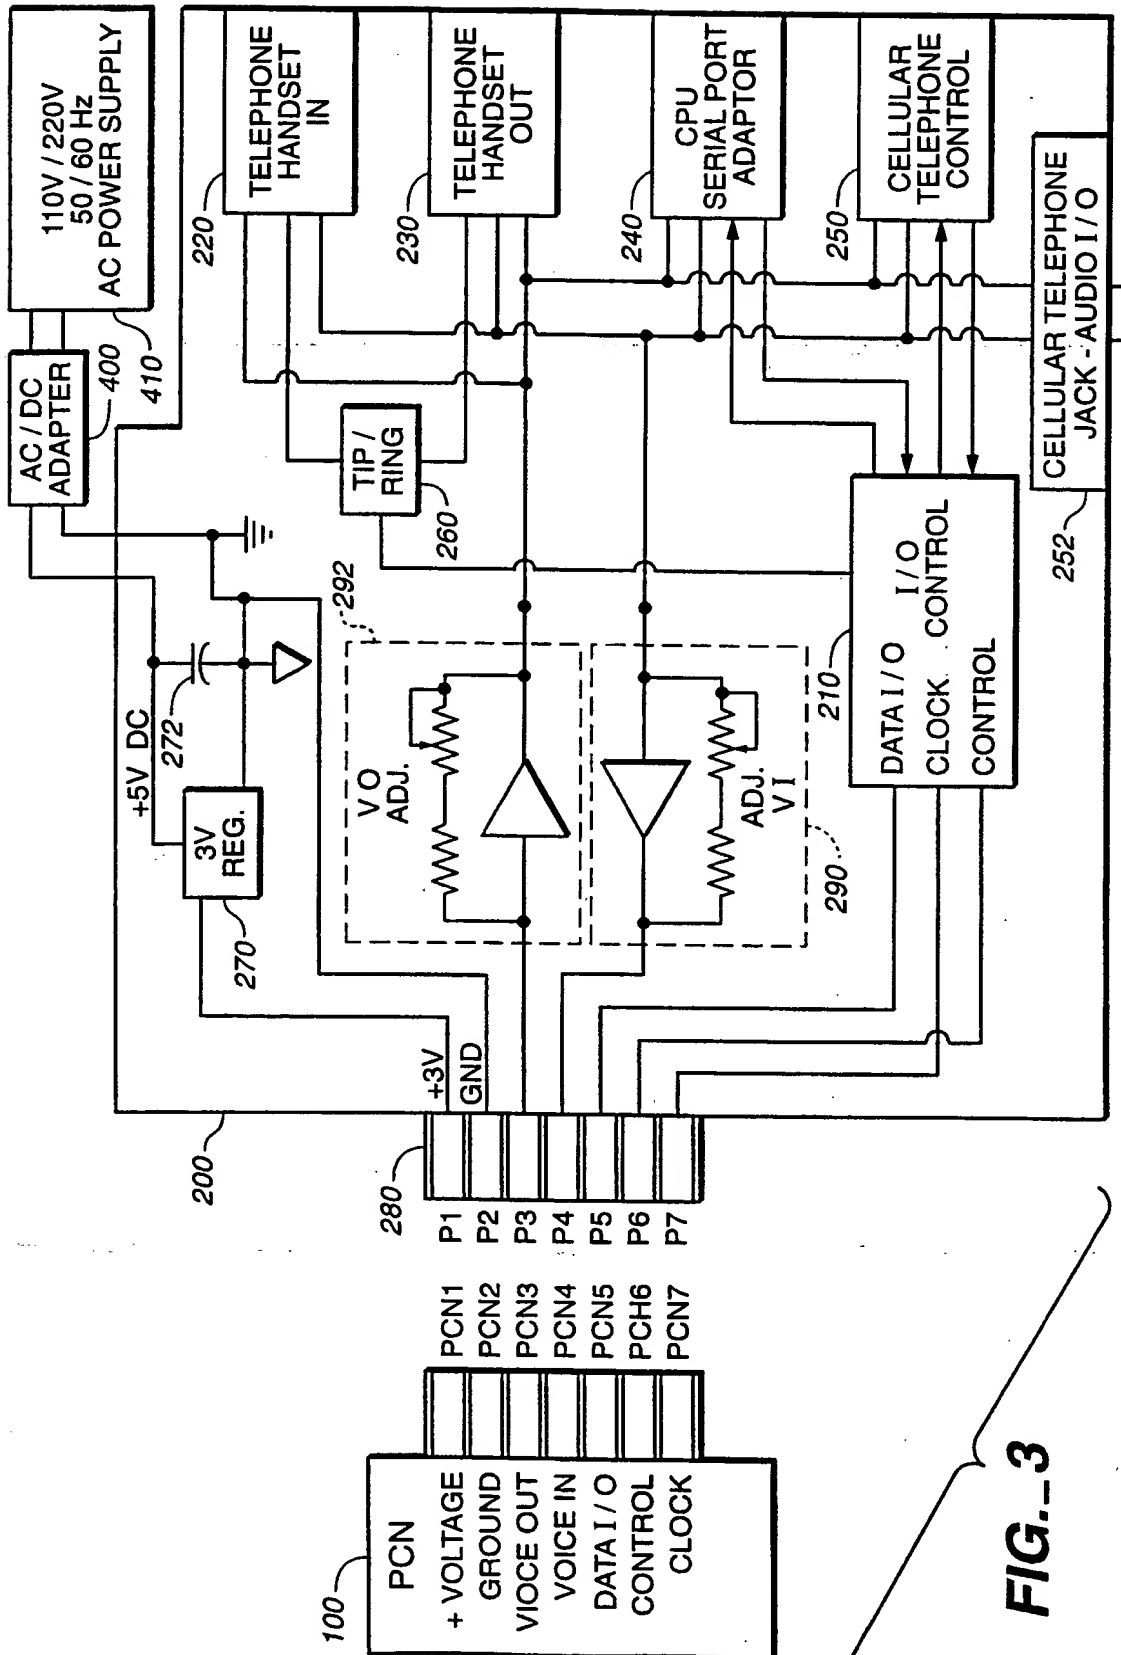 110V / 220V
50 / 60 Hz
AC POWER SUPPLY
410
AC / DC
ADAPTER
400
TELEPHONE
HANDSET
IN
220
TELEPHONE
HANDSET
OUT
230
CPU
SERIAL PORT
ADAPTOR
240
CELLULAR
TELEPHONE
CONTROL
250
CELLULAR TELEPHONE
JACK - AUDIO I / O
252
TIP /
RING
260
+5V DC
272
3V
REG.
270
292
V O
ADJ.
ADJ.
V I
290
210
DATA I / O
I / O
CLOCK CONTROL
CONTROL
+3V
GND
200
280
P1
P2
P3
P4
P5
P6
P7
PCN1
PCN2
PCN3
PCN4
PCN5
PCH6
PCN7
100
PCN
+ VOLTAGE
GROUND
VIOCE OUT
VOICE IN
DATA I / O
CONTROL
CLOCK
FIG._3